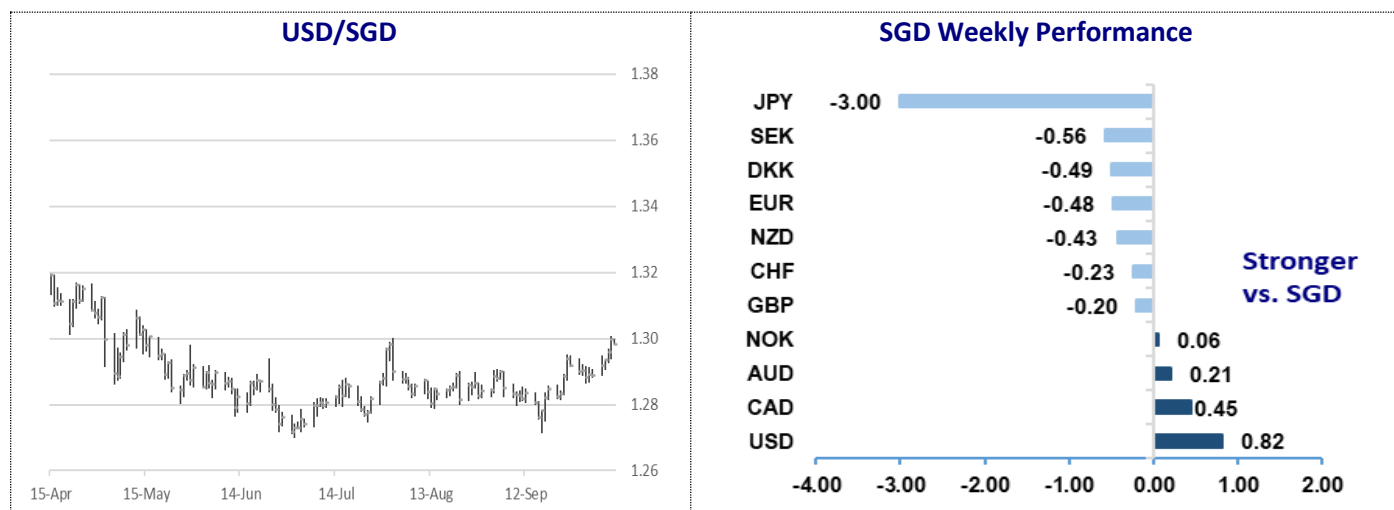 USD/SGD
1.38
1.36
1.34
1.32
1.30
1.28
1.26
15-Apr 15-May 14-Jun 14-Jul 13-Aug 12-Sep
SGD Weekly Performance
JPY -3.00
SEK -0.56
DKK -0.49
EUR -0.48
NZD -0.43
CHF -0.23
GBP -0.20
NOK 0.06
AUD 0.21
CAD 0.45
USD 0.82
Stronger
vs. SGD
-4.00 -3.00 -2.00 -1.00 0.00 1.00 2.00